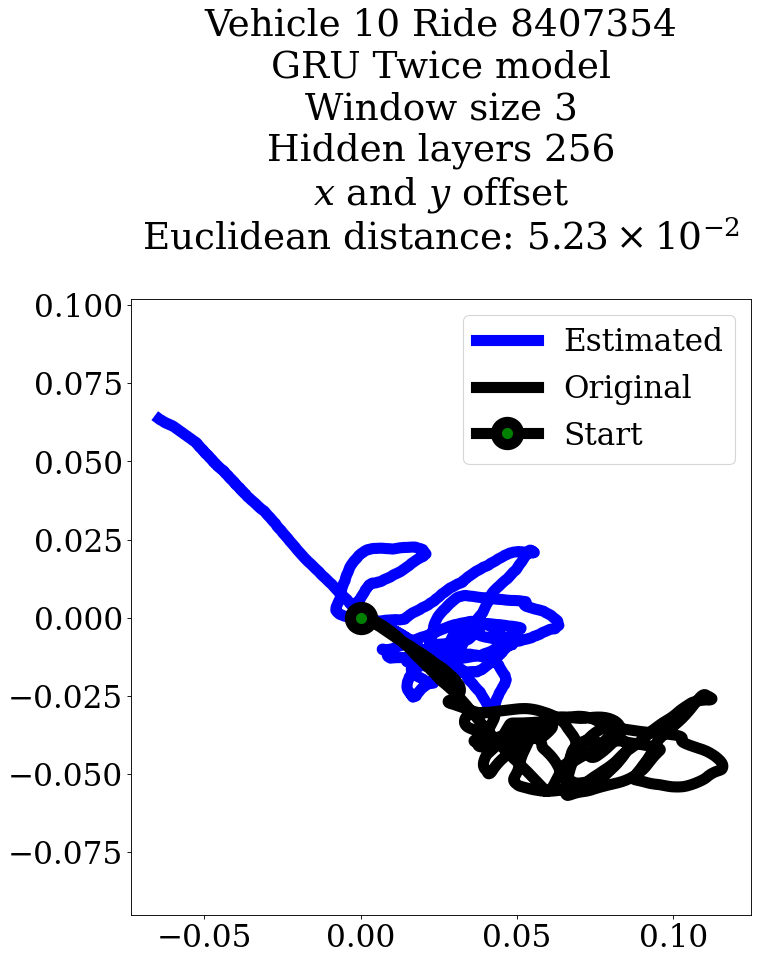 Vehicle 10 Ride 8407354
GRU Twice model
Window size 3
Hidden layers 256
x and y offset
Euclidean distance: 5.23 × 10⁻²
0.100
0.075
0.050
0.025
0.000
−0.025
−0.050
−0.075
Estimated
Original
Start
−0.05 0.00 0.05 0.10